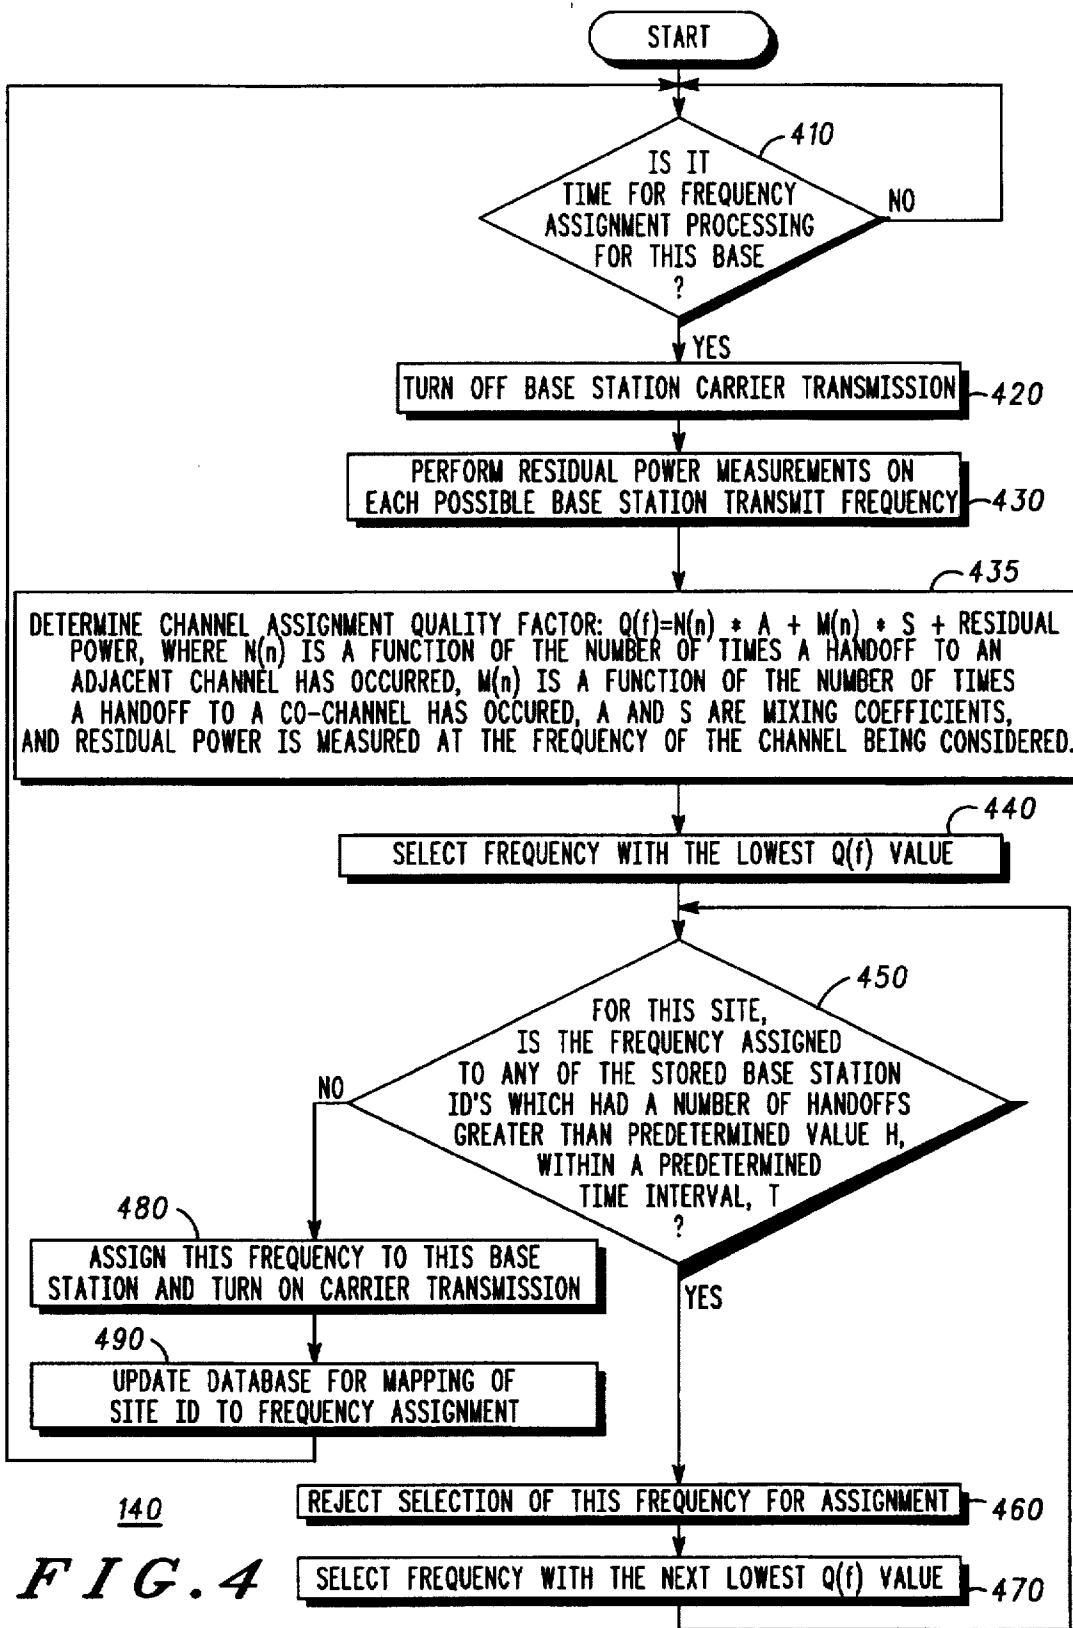 START
410
IS IT
TIME FOR FREQUENCY
ASSIGNMENT PROCESSING
FOR THIS BASE
?
NO
YES
TURN OFF BASE STATION CARRIER TRANSMISSION
420
PERFORM RESIDUAL POWER MEASUREMENTS ON
EACH POSSIBLE BASE STATION TRANSMIT FREQUENCY
430
435
DETERMINE CHANNEL ASSIGNMENT QUALITY FACTOR: Q(f)=N(n) * A + M(n) * S + RESIDUAL
POWER, WHERE N(n) IS A FUNCTION OF THE NUMBER OF TIMES A HANDOFF TO AN
ADJACENT CHANNEL HAS OCCURRED, M(n) IS A FUNCTION OF THE NUMBER OF TIMES
A HANDOFF TO A CO-CHANNEL HAS OCCURED, A AND S ARE MIXING COEFFICIENTS,
AND RESIDUAL POWER IS MEASURED AT THE FREQUENCY OF THE CHANNEL BEING CONSIDERED.
440
SELECT FREQUENCY WITH THE LOWEST Q(f) VALUE
450
FOR THIS SITE,
IS THE FREQUENCY ASSIGNED
TO ANY OF THE STORED BASE STATION
ID'S WHICH HAD A NUMBER OF HANDOFFS
GREATER THAN PREDETERMINED VALUE H,
WITHIN A PREDETERMINED
TIME INTERVAL, T
?
NO
YES
480
ASSIGN THIS FREQUENCY TO THIS BASE
STATION AND TURN ON CARRIER TRANSMISSION
490
UPDATE DATABASE FOR MAPPING OF
SITE ID TO FREQUENCY ASSIGNMENT
REJECT SELECTION OF THIS FREQUENCY FOR ASSIGNMENT
460
SELECT FREQUENCY WITH THE NEXT LOWEST Q(f) VALUE
470
140
FIG.4